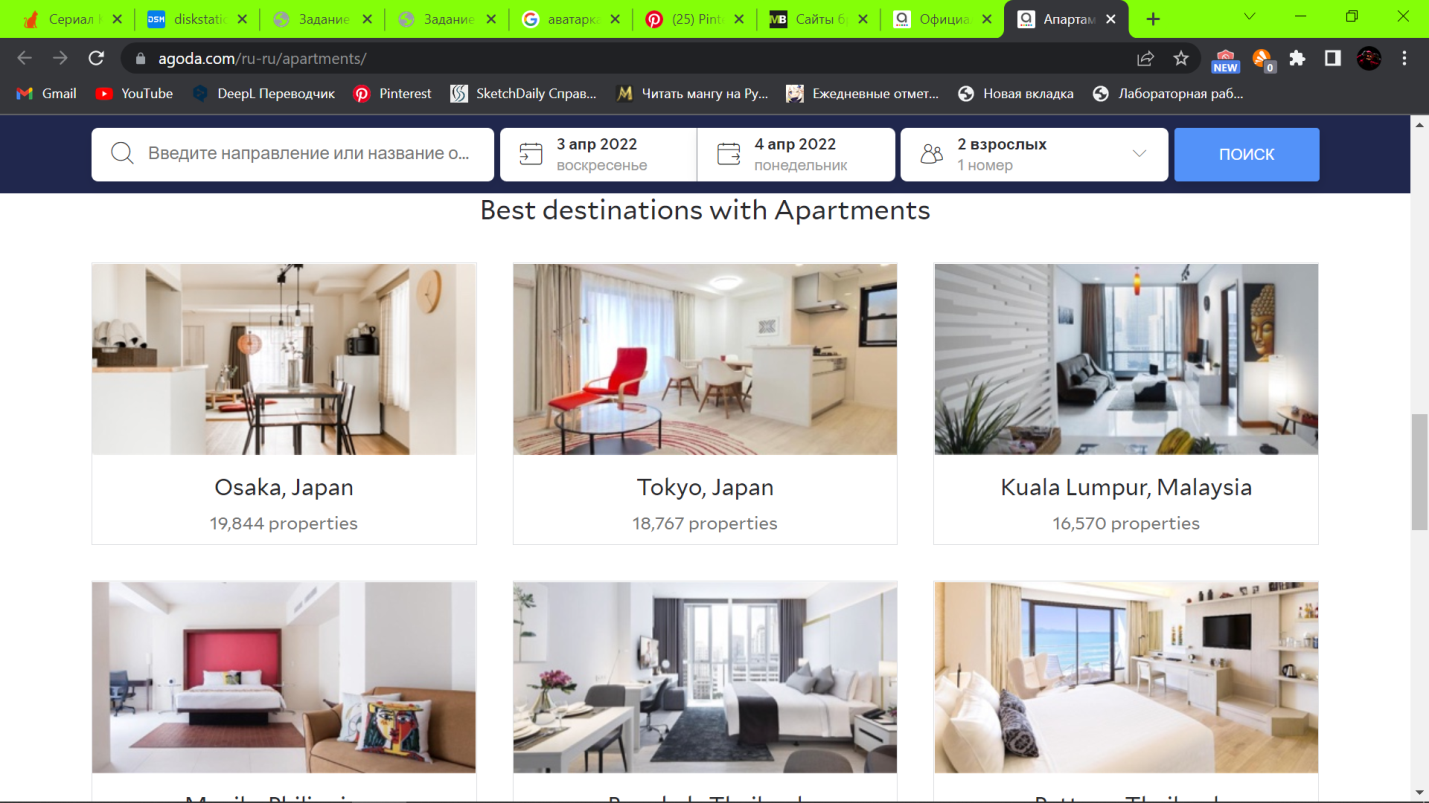 Сериал
diskstatic
Задание
Задание
аватарка
(25) Pint
Сайты б
Официа
Апартам
agoda.com/ru-ru/apartments/
NEW
0
Gmail
YouTube
DeepL Переводчик
Pinterest
SketchDaily Справ...
Читать мангу на Ру...
Ежедневные отмет...
Новая вкладка
Лабораторная раб...
Введите направление или название о...
3 апр 2022
воскресенье
4 апр 2022
понедельник
2 взрослых
1 номер
ПОИСК
Best destinations with Apartments
Osaka, Japan
19,844 properties
Tokyo, Japan
18,767 properties
Kuala Lumpur, Malaysia
16,570 properties